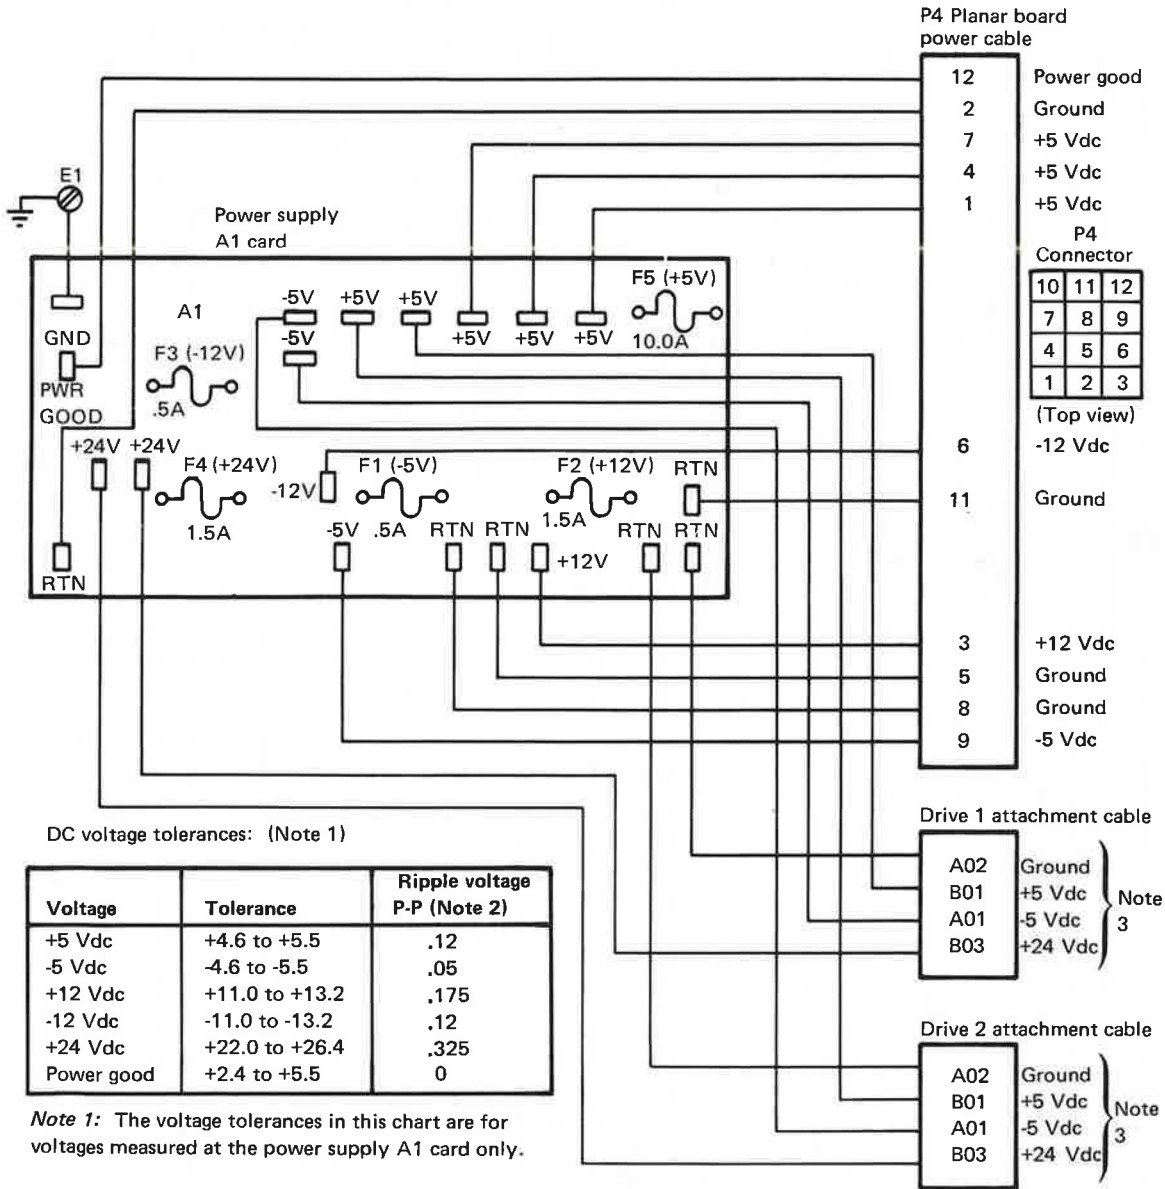 P4 Planar board
power cable
12 Power good
2 Ground
7 +5 Vdc
4 +5 Vdc
1 +5 Vdc
P4
Connector
10 11 12
7 8 9
4 5 6
1 2 3
(Top view)
6 -12 Vdc
11 Ground
3 +12 Vdc
5 Ground
8 Ground
9 -5 Vdc
E1
Power supply
A1 card
A1
GND
PWR
GOOD
F3 (-12V)
.5A
-5V +5V +5V
-5V
+5V +5V +5V
F5 (+5V)
10.0A
+24V +24V
F4 (+24V)
1.5A
-12V
F1 (-5V)
.5A
F2 (+12V)
1.5A
RTN
-5V
RTN RTN
+12V
RTN RTN
RTN
Drive 1 attachment cable
A02 Ground
B01 +5 Vdc
A01 -5 Vdc
B03 +24 Vdc
Note
3
Drive 2 attachment cable
A02 Ground
B01 +5 Vdc
A01 -5 Vdc
B03 +24 Vdc
Note
3
DC voltage tolerances: (Note 1)
Voltage Tolerance Ripple voltage
P-P (Note 2)
+5 Vdc +4.6 to +5.5 .12
-5 Vdc -4.6 to -5.5 .05
+12 Vdc +11.0 to +13.2 .175
-12 Vdc -11.0 to -13.2 .12
+24 Vdc +22.0 to +26.4 .325
Power good +2.4 to +5.5 0
Note 1: The voltage tolerances in this chart are for
voltages measured at the power supply A1 card only.